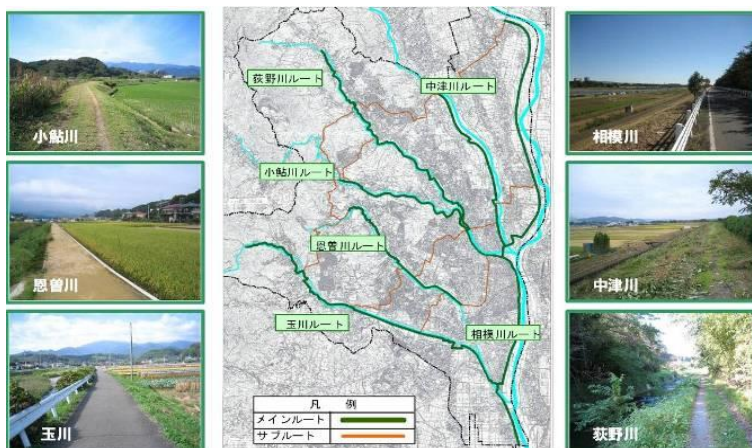 小鮎川
恩曽川
玉川
荻野川ルート
中津川ルート
小鮎川ルート
恩曽川ルート
玉川ルート
相模川ルート
凡　例
メインルート
サブルート
相模川
中津川
荻野川